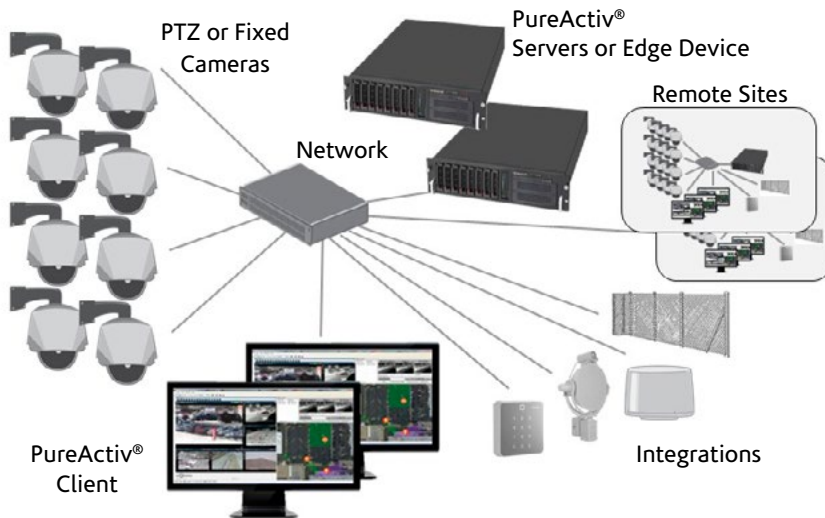 PTZ or Fixed
Cameras
PureActiv®
Servers or Edge Device
Remote Sites
Network
PureActiv®
Client
Integrations